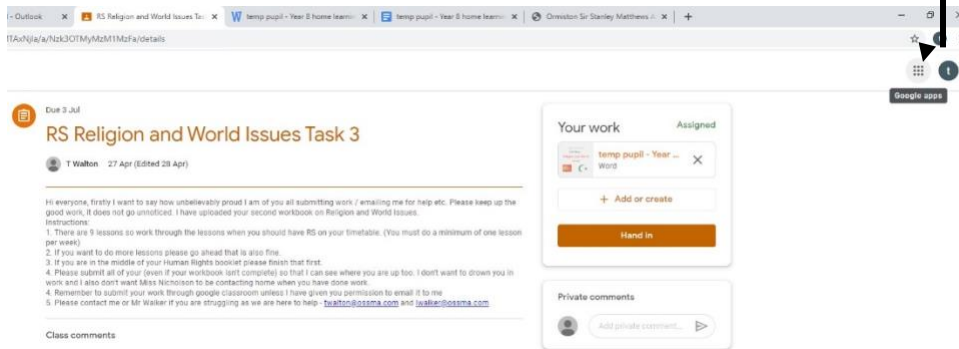 - Outlook
RS Religion and World Issues Tas
temp pupil - Year 8 home learnin
temp pupil - Year 8 home learnin
Ormiston Sir Stanley Matthews A
t
Google apps
Due 3 Jul
RS Religion and World Issues Task 3
T Walton 27 Apr (Edited 28 Apr)
Hi everyone, firstly I want to say how unbelievably proud I am of you all submitting work / emailing me for help etc. Please keep up the
good work, it does not go unnoticed. I have uploaded your second workbook on Religion and World Issues.
Instructions:
1. There are 9 lessons so work through the lessons when you should have RS on your timetable. (You must do a minimum of one lesson
per week)
2. If you want to do more lessons please go ahead that is also fine.
3. If you are in the middle of your Human Rights booklet please finish that first.
4. Please submit all of your (even if your workbook isn't complete) so that I can see where you are up too. I don't want to drown you in
work and I also don't want Miss Nicholson to be contacting home when you have done work.
4. Remember to submit your work through google classroom unless I have given you permission to email it to me
5. Please contact me or Mr Walker if you are struggling as we are here to help - twalton@ossma.com and iwalker@ossma.com
Class comments
Your work Assigned
temp pupil - Year ...
Word
+ Add or create
Hand in
Private comments
Add private comment...